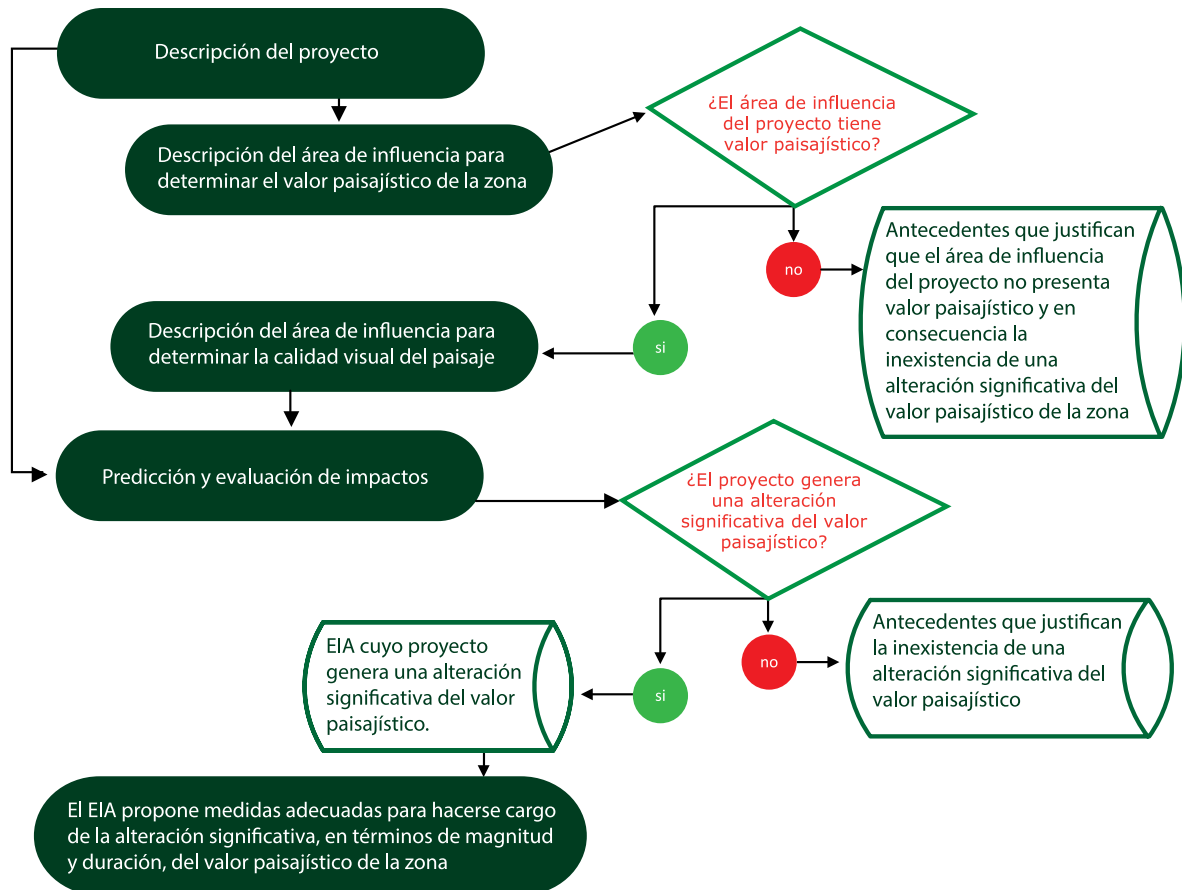 Descripción del proyecto
Descripción del área de influencia para
determinar el valor paisajístico de la zona
¿El área de influencia
del proyecto tiene
valor paisajístico?
no
Antecedentes que justifican
que el área de influencia
del proyecto no presenta
valor paisajístico y en
consecuencia la
inexistencia de una
alteración significativa del
valor paisajístico de la zona
si
Descripción del área de influencia para
determinar la calidad visual del paisaje
Predicción y evaluación de impactos
¿El proyecto genera
una alteración
significativa del valor
paisajístico?
no
Antecedentes que justifican
la inexistencia de una
alteración significativa del
valor paisajístico
si
EIA cuyo proyecto
genera una alteración
significativa del valor
paisajístico.
El EIA propone medidas adecuadas para hacerse cargo
de la alteración significativa, en términos de magnitud
y duración, del valor paisajístico de la zona